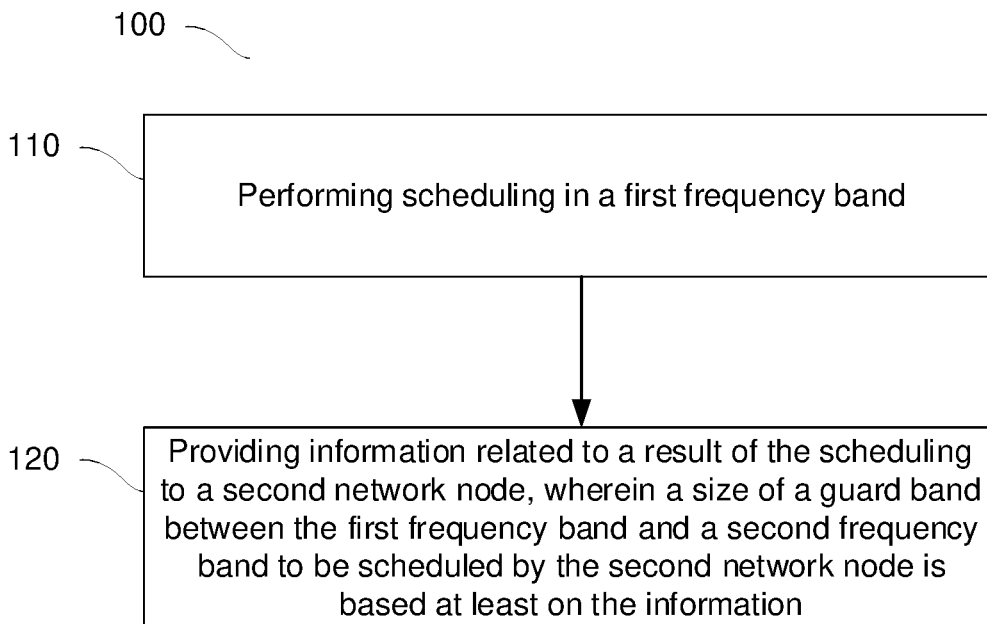 100
110
Performing scheduling in a first frequency band
120
Providing information related to a result of the scheduling
to a second network node, wherein a size of a guard band
between the first frequency band and a second frequency
band to be scheduled by the second network node is
based at least on the information